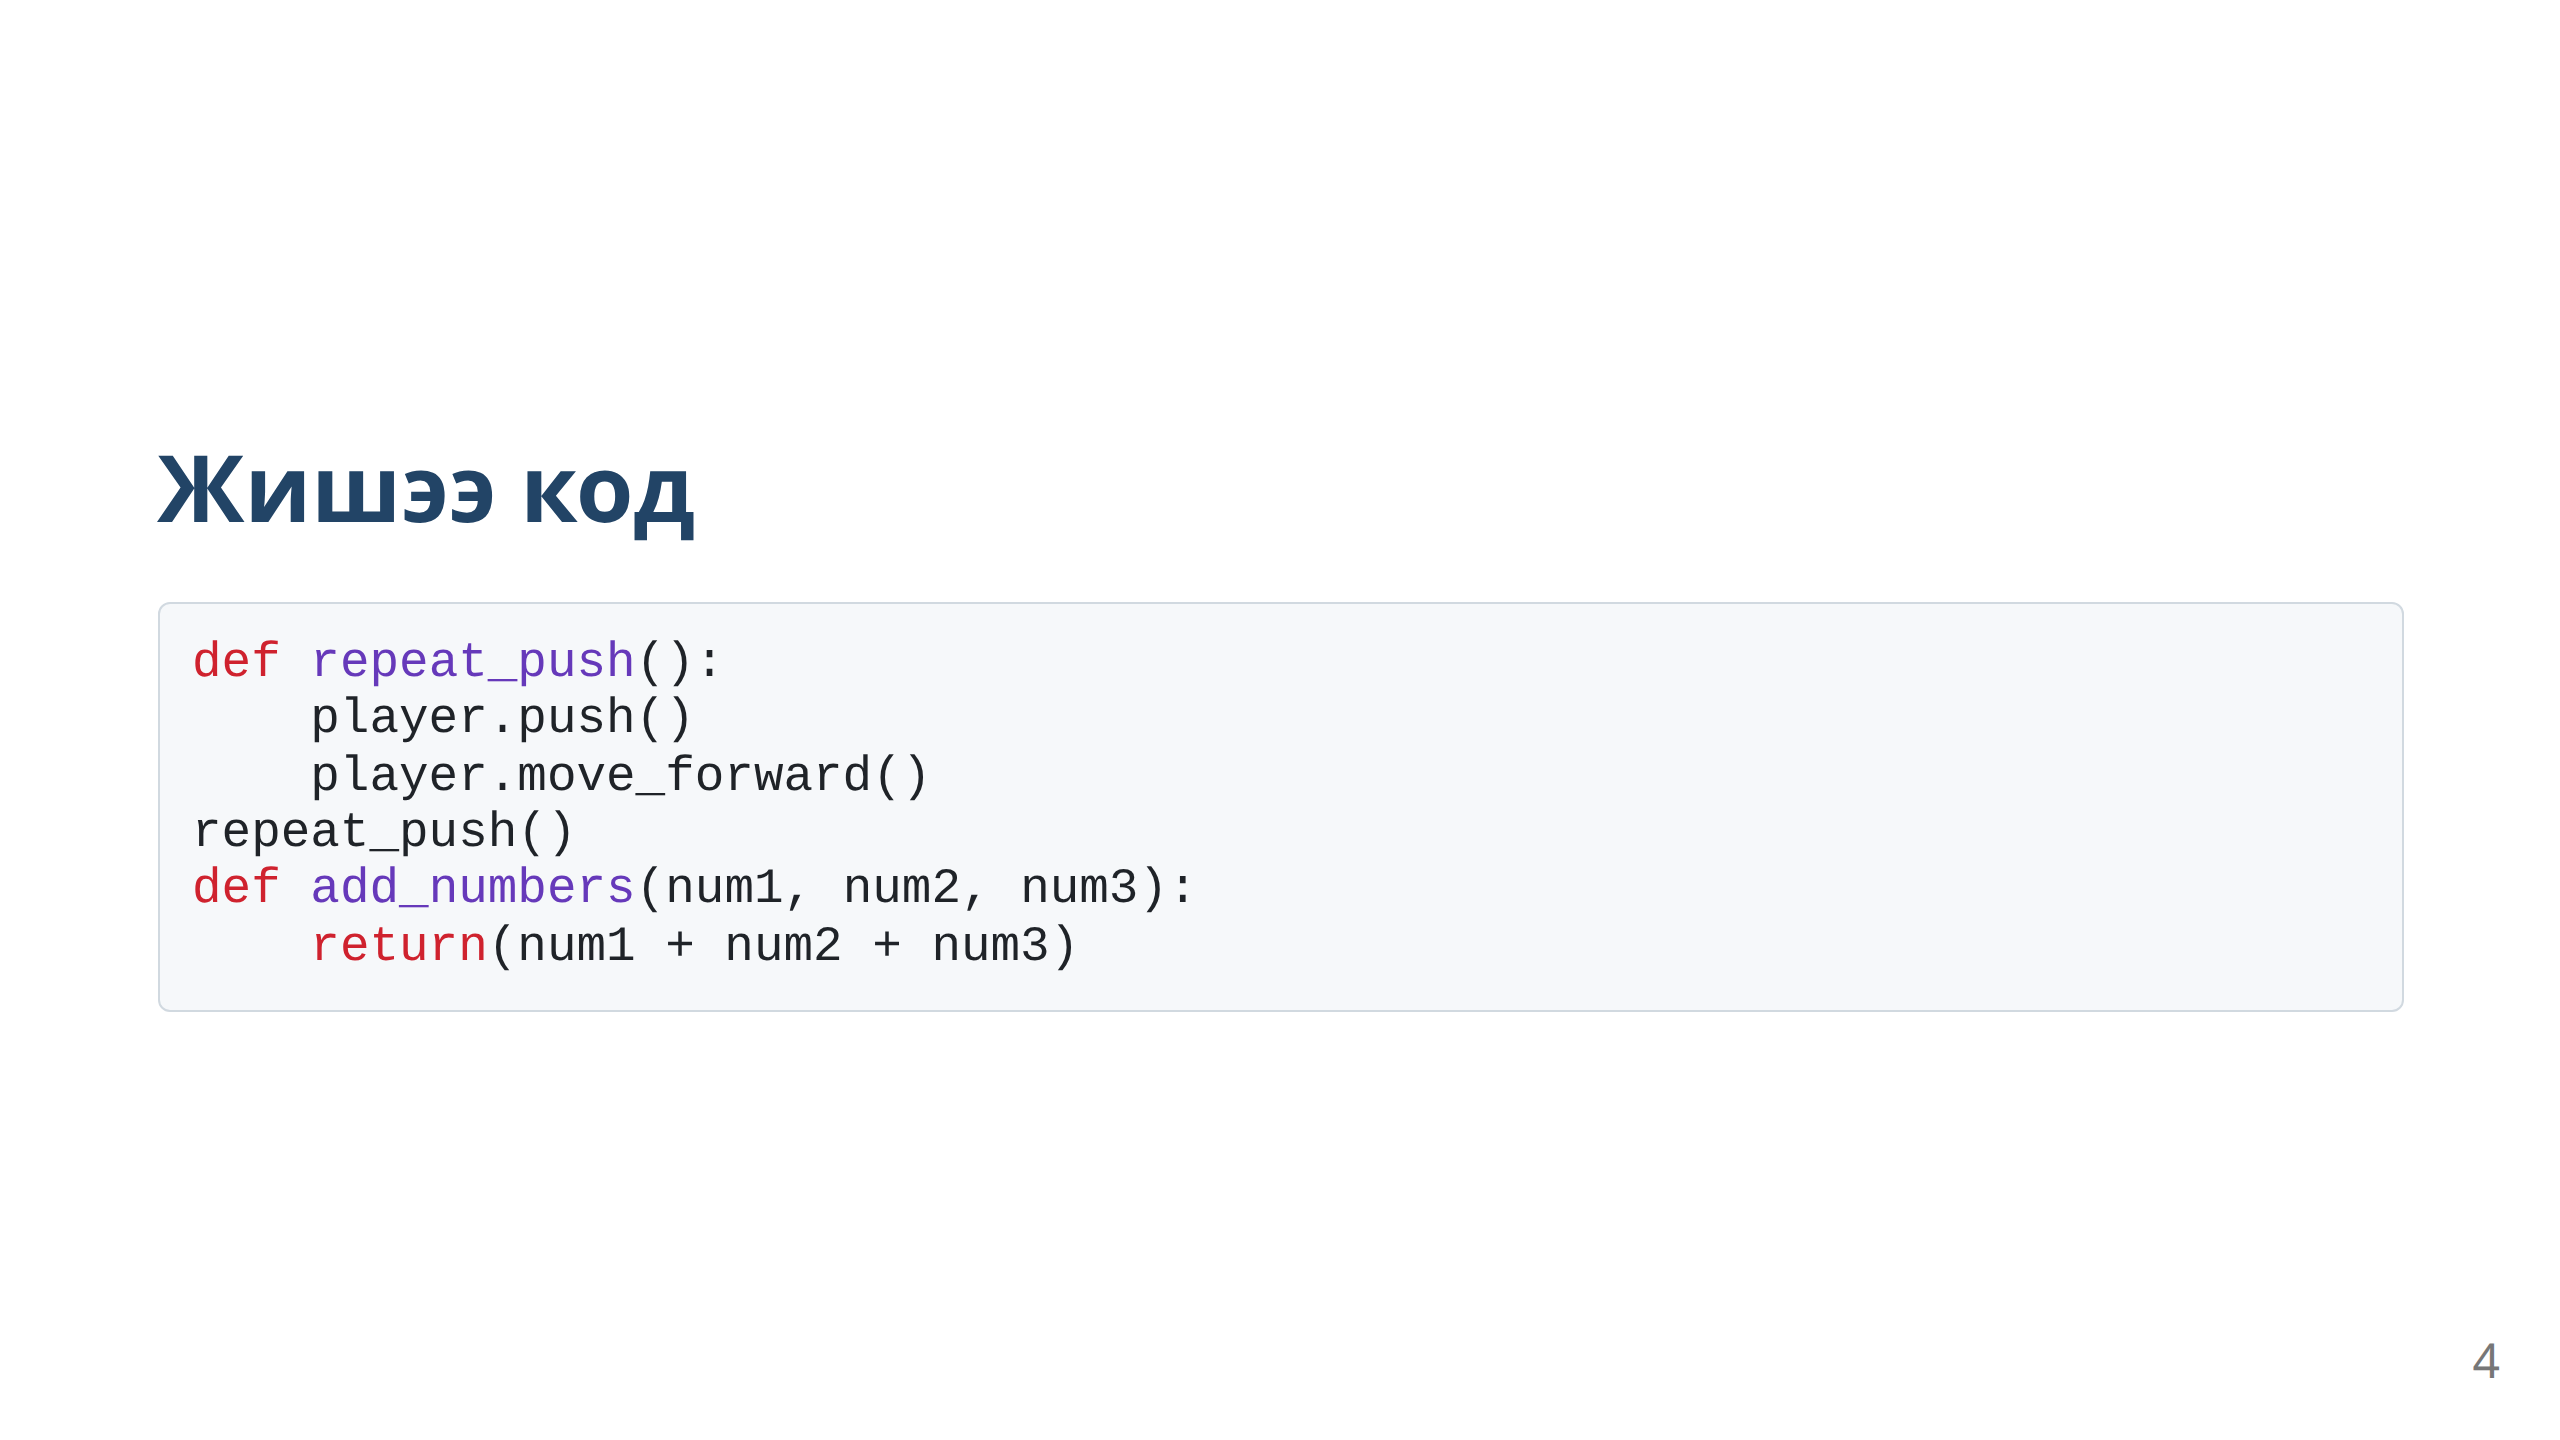 Жишээ код
def repeat_push():
    player.push()
    player.move_forward()
repeat_push()
def add_numbers(num1, num2, num3):
    return(num1 + num2 + num3)
4